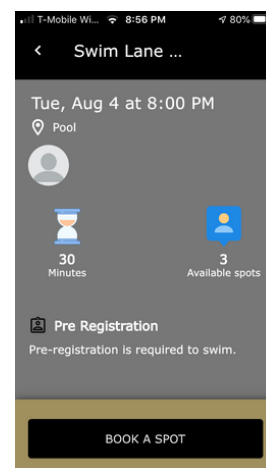 T-Mobile Wi... 8:56 PM 80%
Swim Lane ...
Tue, Aug 4 at 8:00 PM
Pool
30
Minutes
3
Available spots
Pre Registration
Pre-registration is required to swim.
BOOK A SPOT